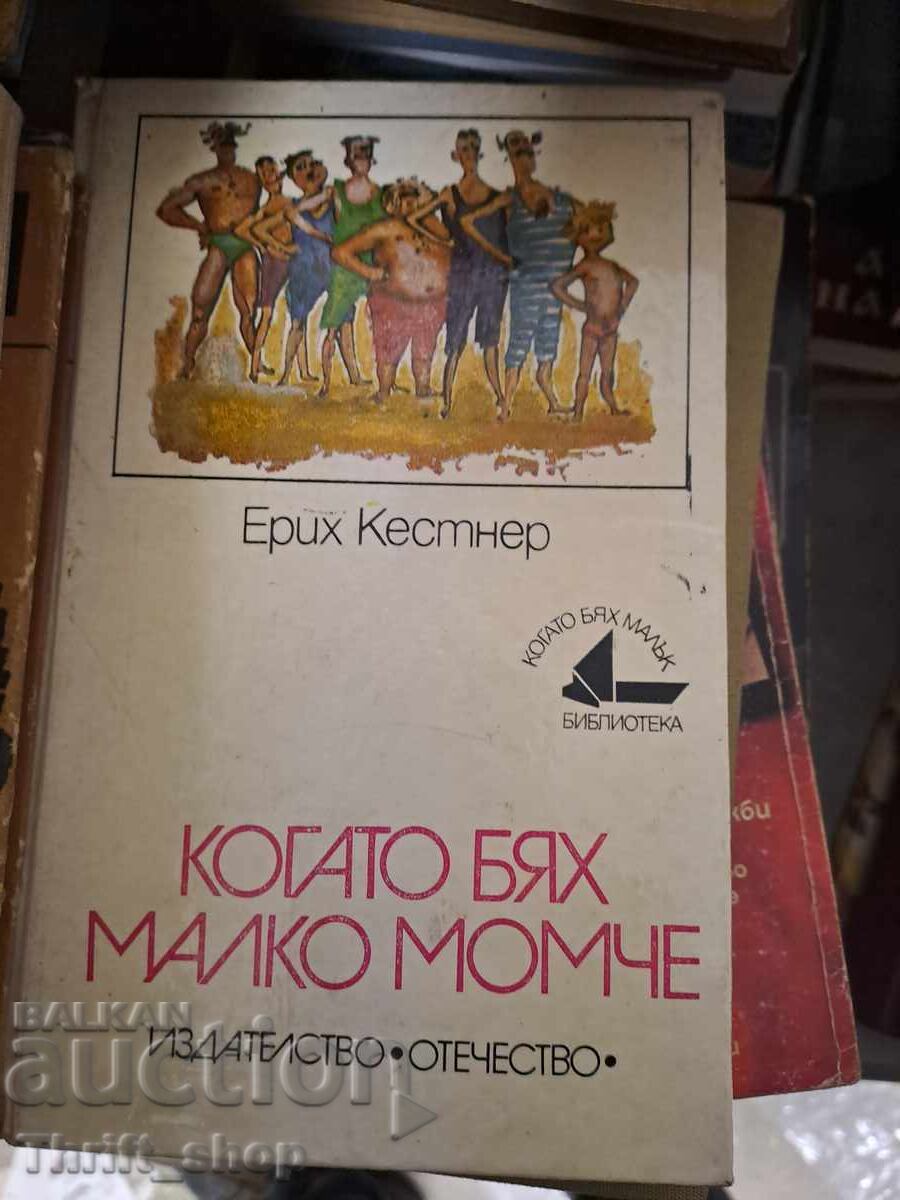 Ерих Кестнер
КОГАТО БЯХ МАЛЪК
БИБЛИОТЕКА
КОГАТО БЯХ
МАЛКО МОМЧЕ
ИЗДАТЕЛСТВО • ОТЕЧЕСТВО •
BALKAN
auction
Thrift_shop